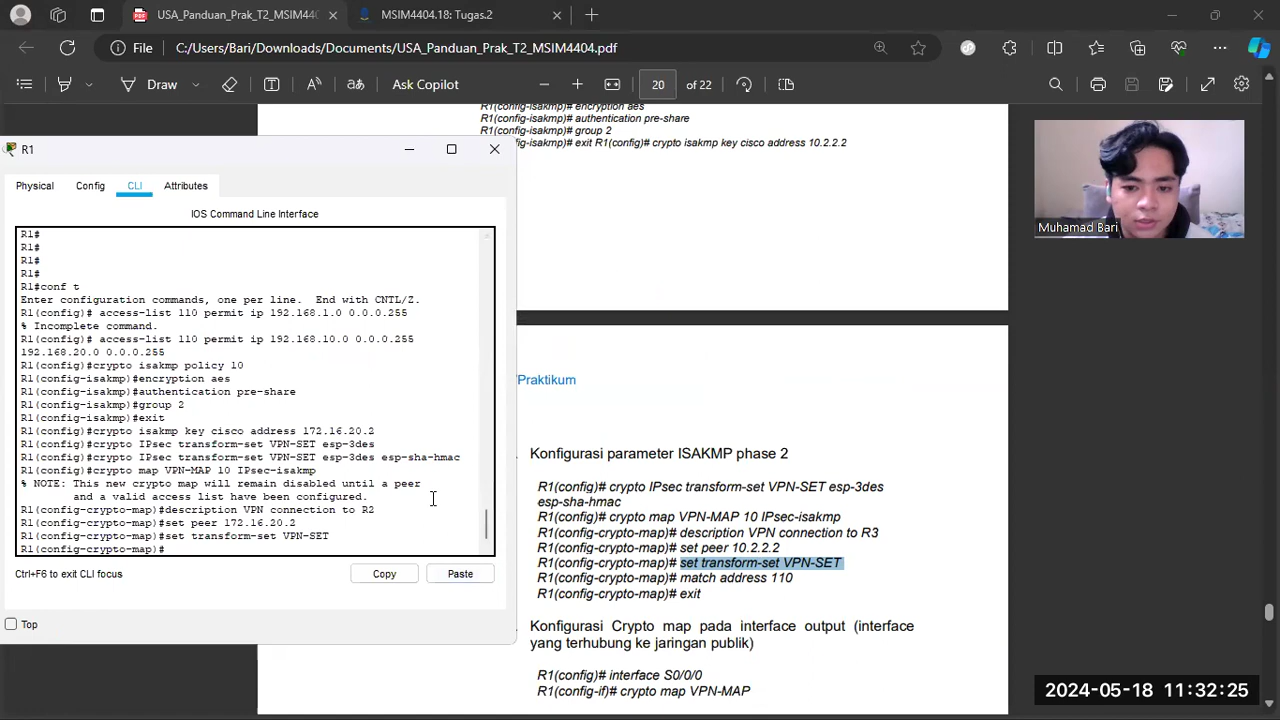 USA_Panduan_Prak_T2_MSIM4404
MSIM4404.18: Tugas.2
File
C:/Users/Bari/Downloads/Documents/USA_Panduan_Prak_T2_MSIM4404.pdf
Draw
Ask Copilot
20
of 22
R1(config-isakmp)# encryption aes
R1(config-isakmp)# authentication pre-share
R1(config-isakmp)# group 2
fig-isakmp)# exit R1(config)# crypto isakmp key cisco address 10.2.2.2
Muhamad Bari
R1
Physical
Config
CLI
Attributes
IOS Command Line Interface
R1#
R1#
R1#
R1#
R1#conf t
Enter configuration commands, one per line.  End with CNTL/Z.
R1(config)# access-list 110 permit ip 192.168.1.0 0.0.0.255
% Incomplete command.
R1(config)# access-list 110 permit ip 192.168.10.0 0.0.0.255
192.168.20.0 0.0.0.255
R1(config)#crypto isakmp policy 10
R1(config-isakmp)#encryption aes
R1(config-isakmp)#authentication pre-share
R1(config-isakmp)#group 2
R1(config-isakmp)#exit
R1(config)#crypto isakmp key cisco address 172.16.20.2
R1(config)#crypto IPsec transform-set VPN-SET esp-3des
R1(config)#crypto IPsec transform-set VPN-SET esp-3des esp-sha-hmac
R1(config)#crypto map VPN-MAP 10 IPsec-isakmp
% NOTE: This new crypto map will remain disabled until a peer
and a valid access list have been configured.
R1(config-crypto-map)#description VPN connection to R2
R1(config-crypto-map)#set peer 172.16.20.2
R1(config-crypto-map)#set transform-set VPN-SET
R1(config-crypto-map)#
Ctrl+F6 to exit CLI focus
Copy
Paste
Top
/Praktikum
Konfigurasi parameter ISAKMP phase 2
R1(config)# crypto IPsec transform-set VPN-SET esp-3des
esp-sha-hmac
R1(config)# crypto map VPN-MAP 10 IPsec-isakmp
R1(config-crypto-map)# description VPN connection to R3
R1(config-crypto-map)# set peer 10.2.2.2
R1(config-crypto-map)# set transform-set VPN-SET
R1(config-crypto-map)# match address 110
R1(config-crypto-map)# exit
Konfigurasi Crypto map pada interface output (interface
yang terhubung ke jaringan publik)
R1(config)# interface S0/0/0
R1(config-if)# crypto map VPN-MAP
2024-05-18 11:32:25